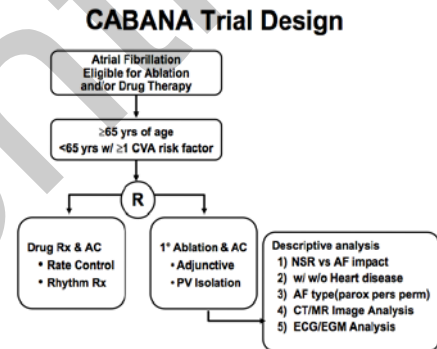 CABANA Trial Design
Atrial Fibrillation
Eligible for Ablation
and/or Drug Therapy
≥65 yrs of age
<65 yrs w/ ≥1 CVA risk factor
R
Drug Rx & AC
• Rate Control
• Rhythm Rx
1° Ablation & AC
• Adjunctive
• PV Isolation
Descriptive analysis
1) NSR vs AF impact
2) w/ w/o Heart disease
3) AF type(parox pers perm)
4) CT/MR Image Analysis
5) ECG/EGM Analysis